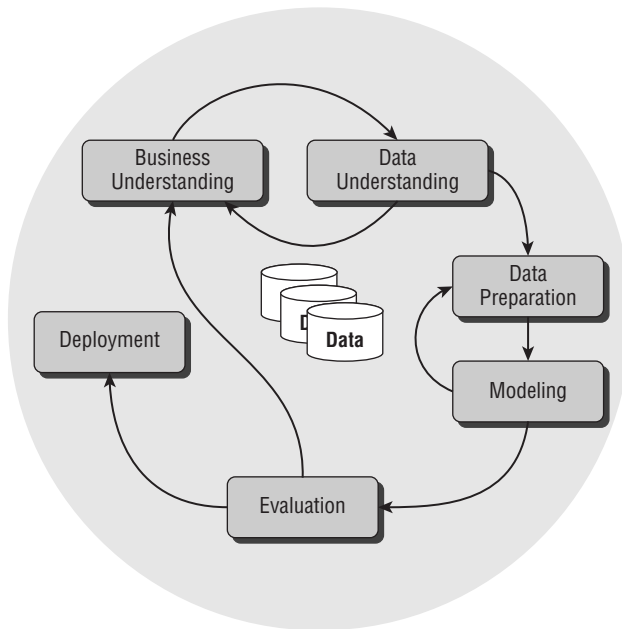 Business
Understanding
Data
Understanding
Data
Preparation
Data
Deployment
Modeling
Evaluation